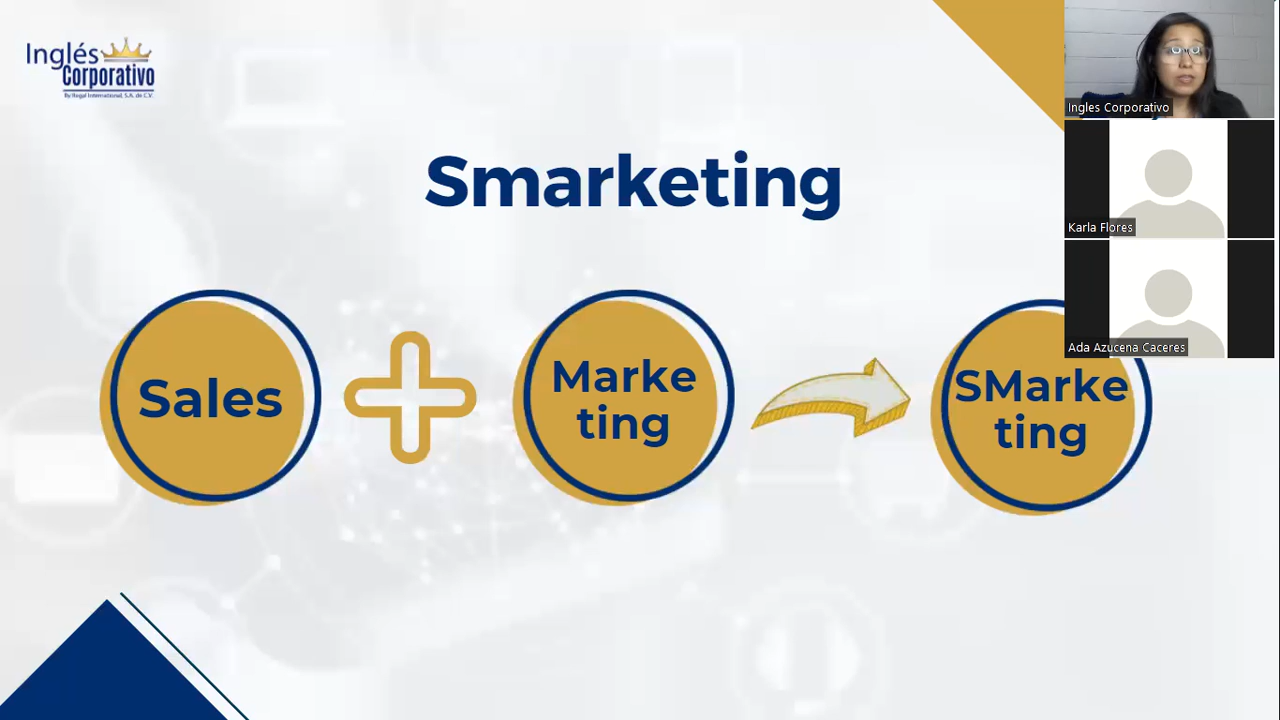 Inglés
Corporativo
By Regal International, S.A. de C.V.
Smarketing
Sales
Marke
ting
SMarke
ting
Ingles Corporativo
Karla Flores
Ada Azucena Caceres